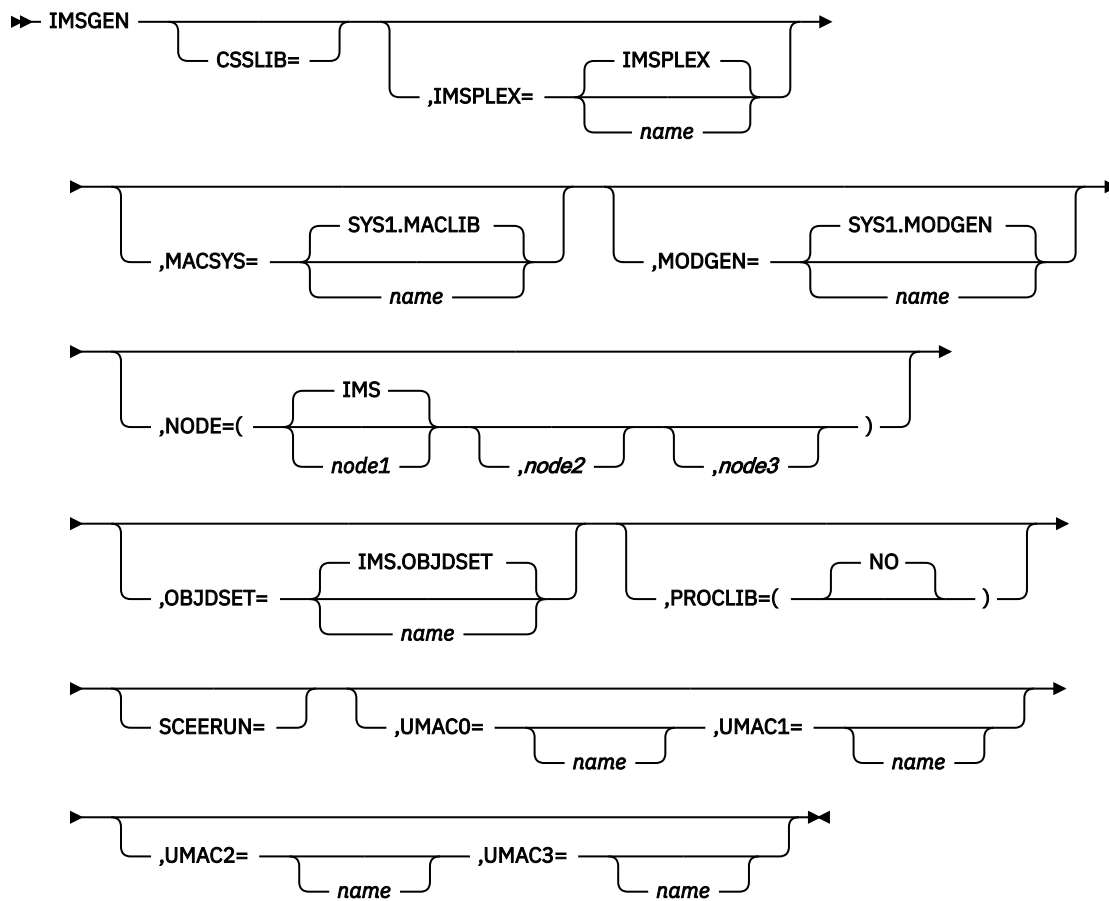 IMSGEN
CSSLIB=
,IMSPLEX=
IMSPLEX
name
,MACSYS=
SYS1.MACLIB
name
,MODGEN=
SYS1.MODGEN
name
,NODE=(
IMS
node1
,node2
,node3
)
,OBJDSET=
IMS.OBJDSET
name
,PROCLIB=(
NO
)
SCEERUN=
,UMAC0=
name
,UMAC1=
name
,UMAC2=
name
,UMAC3=
name